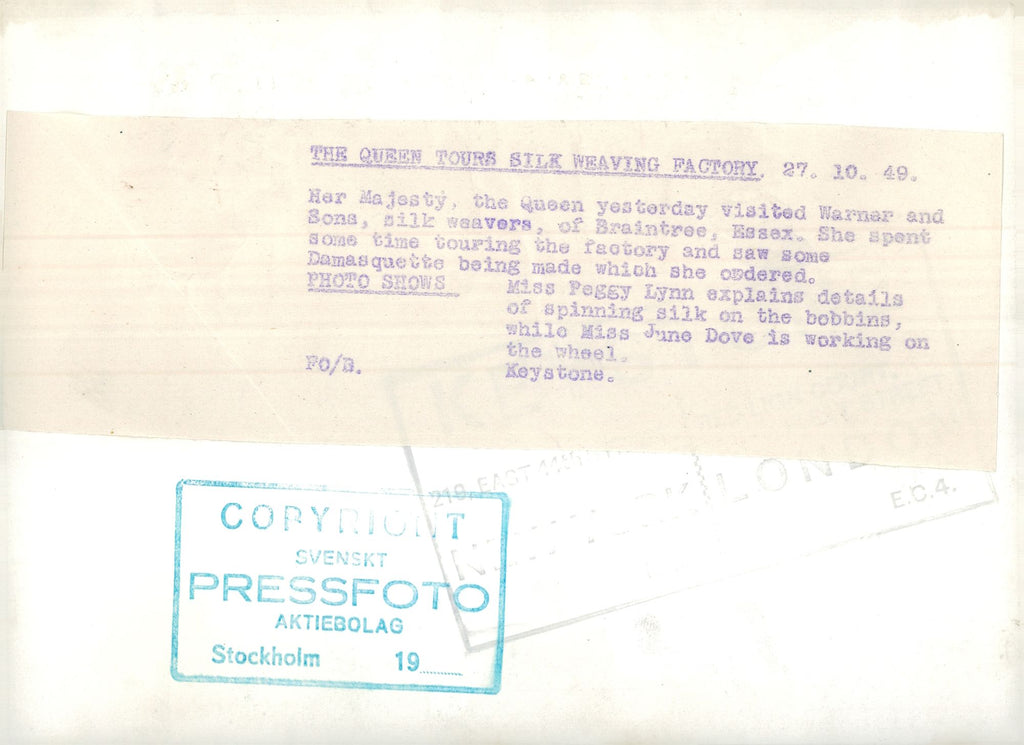 THE QUEEN TOURS SILK WEAVING FACTORY. 27. 10. 49.
Her Majesty, the Queen yesterday visited Warner and
Sons, silk weavers, of Braintree, Essex. She spent
some time touring the factory and saw some
Damasquette being made which she ordered.
PHOTO SHOWS Miss Peggy Lynn explains details
of spinning silk on the bobbins,
while Miss June Dove is working on
the wheel.
FO/B. Keystone.
218, EAST
LONDON
E.C.4.
COPYRIGHT
SVENSKT
PRESSFOTO
AKTIEBOLAG
Stockholm 19